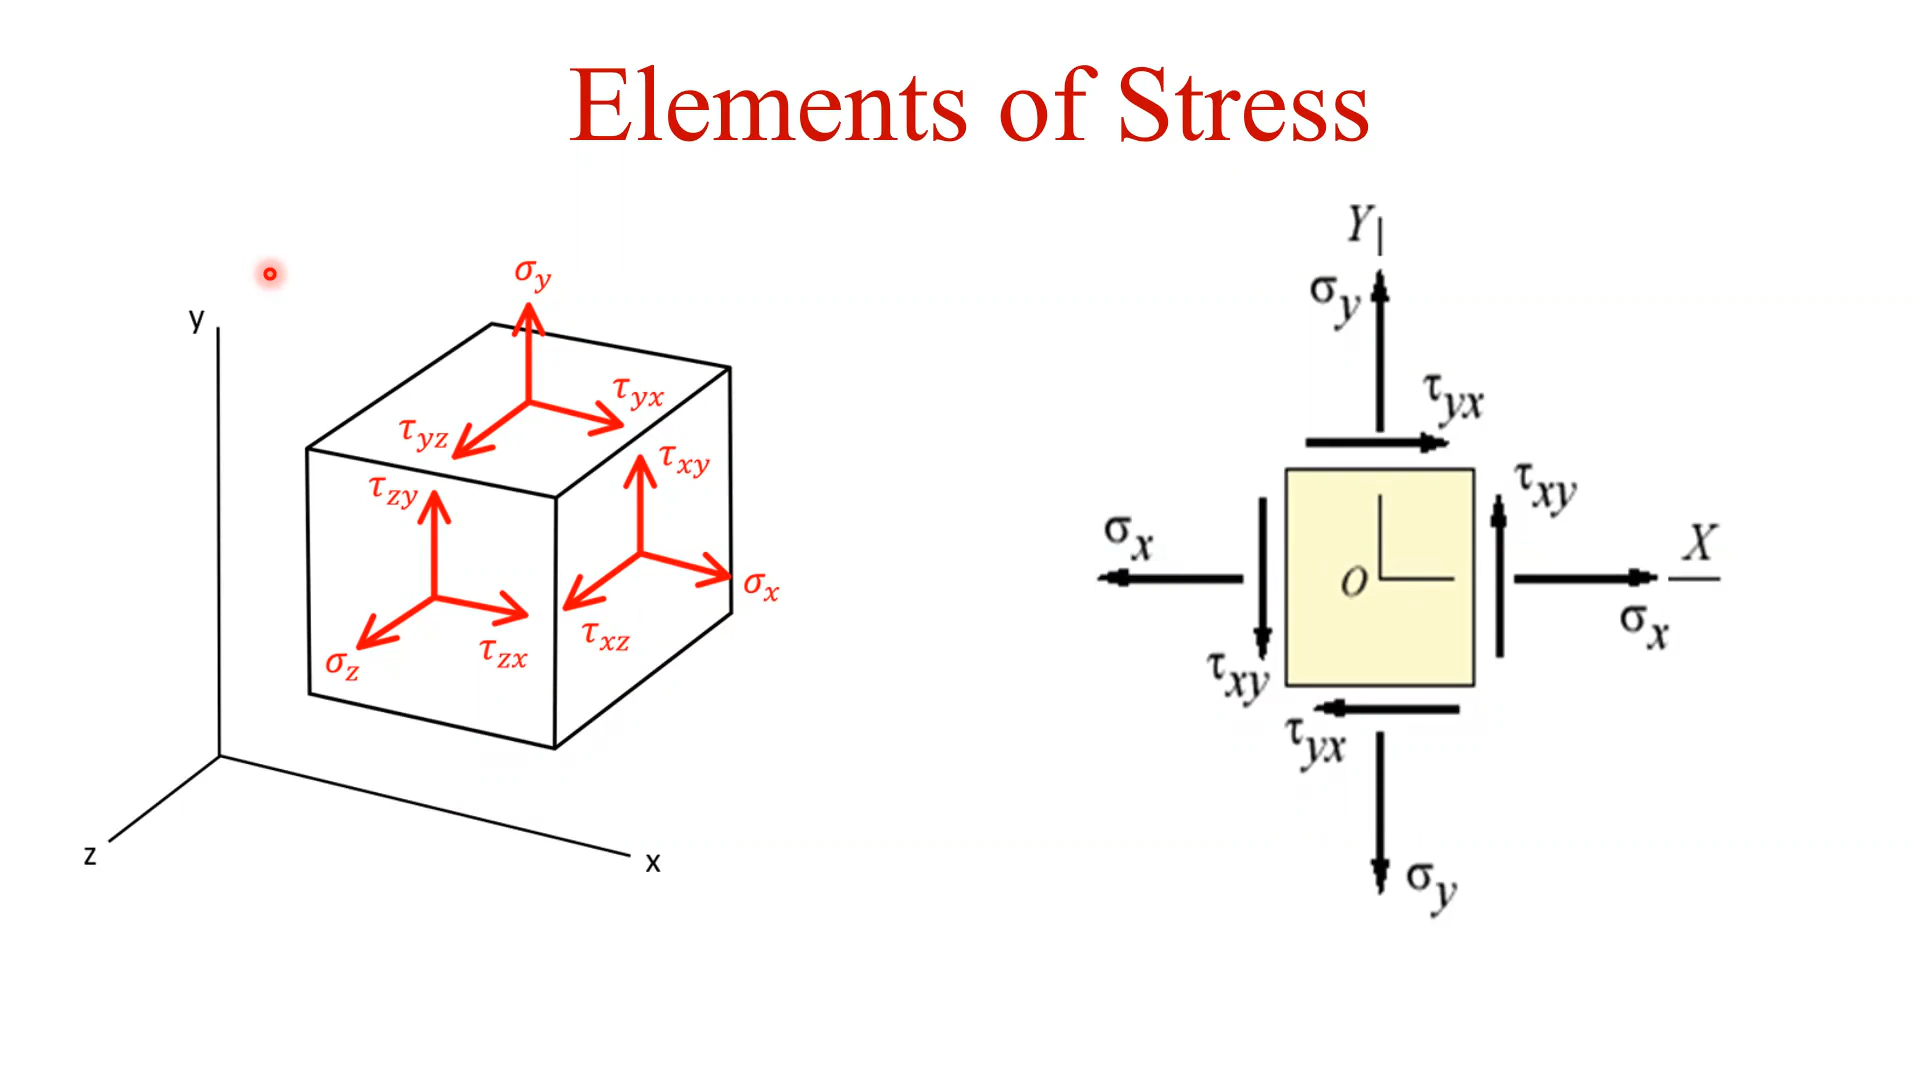 Elements of Stress
y
z
x
σy
τyx
τyz
τxy
τzy
σx
τxz
τzx
σz
Y
σy
τyx
τxy
σx
X
O
σx
τxy
τyx
σy